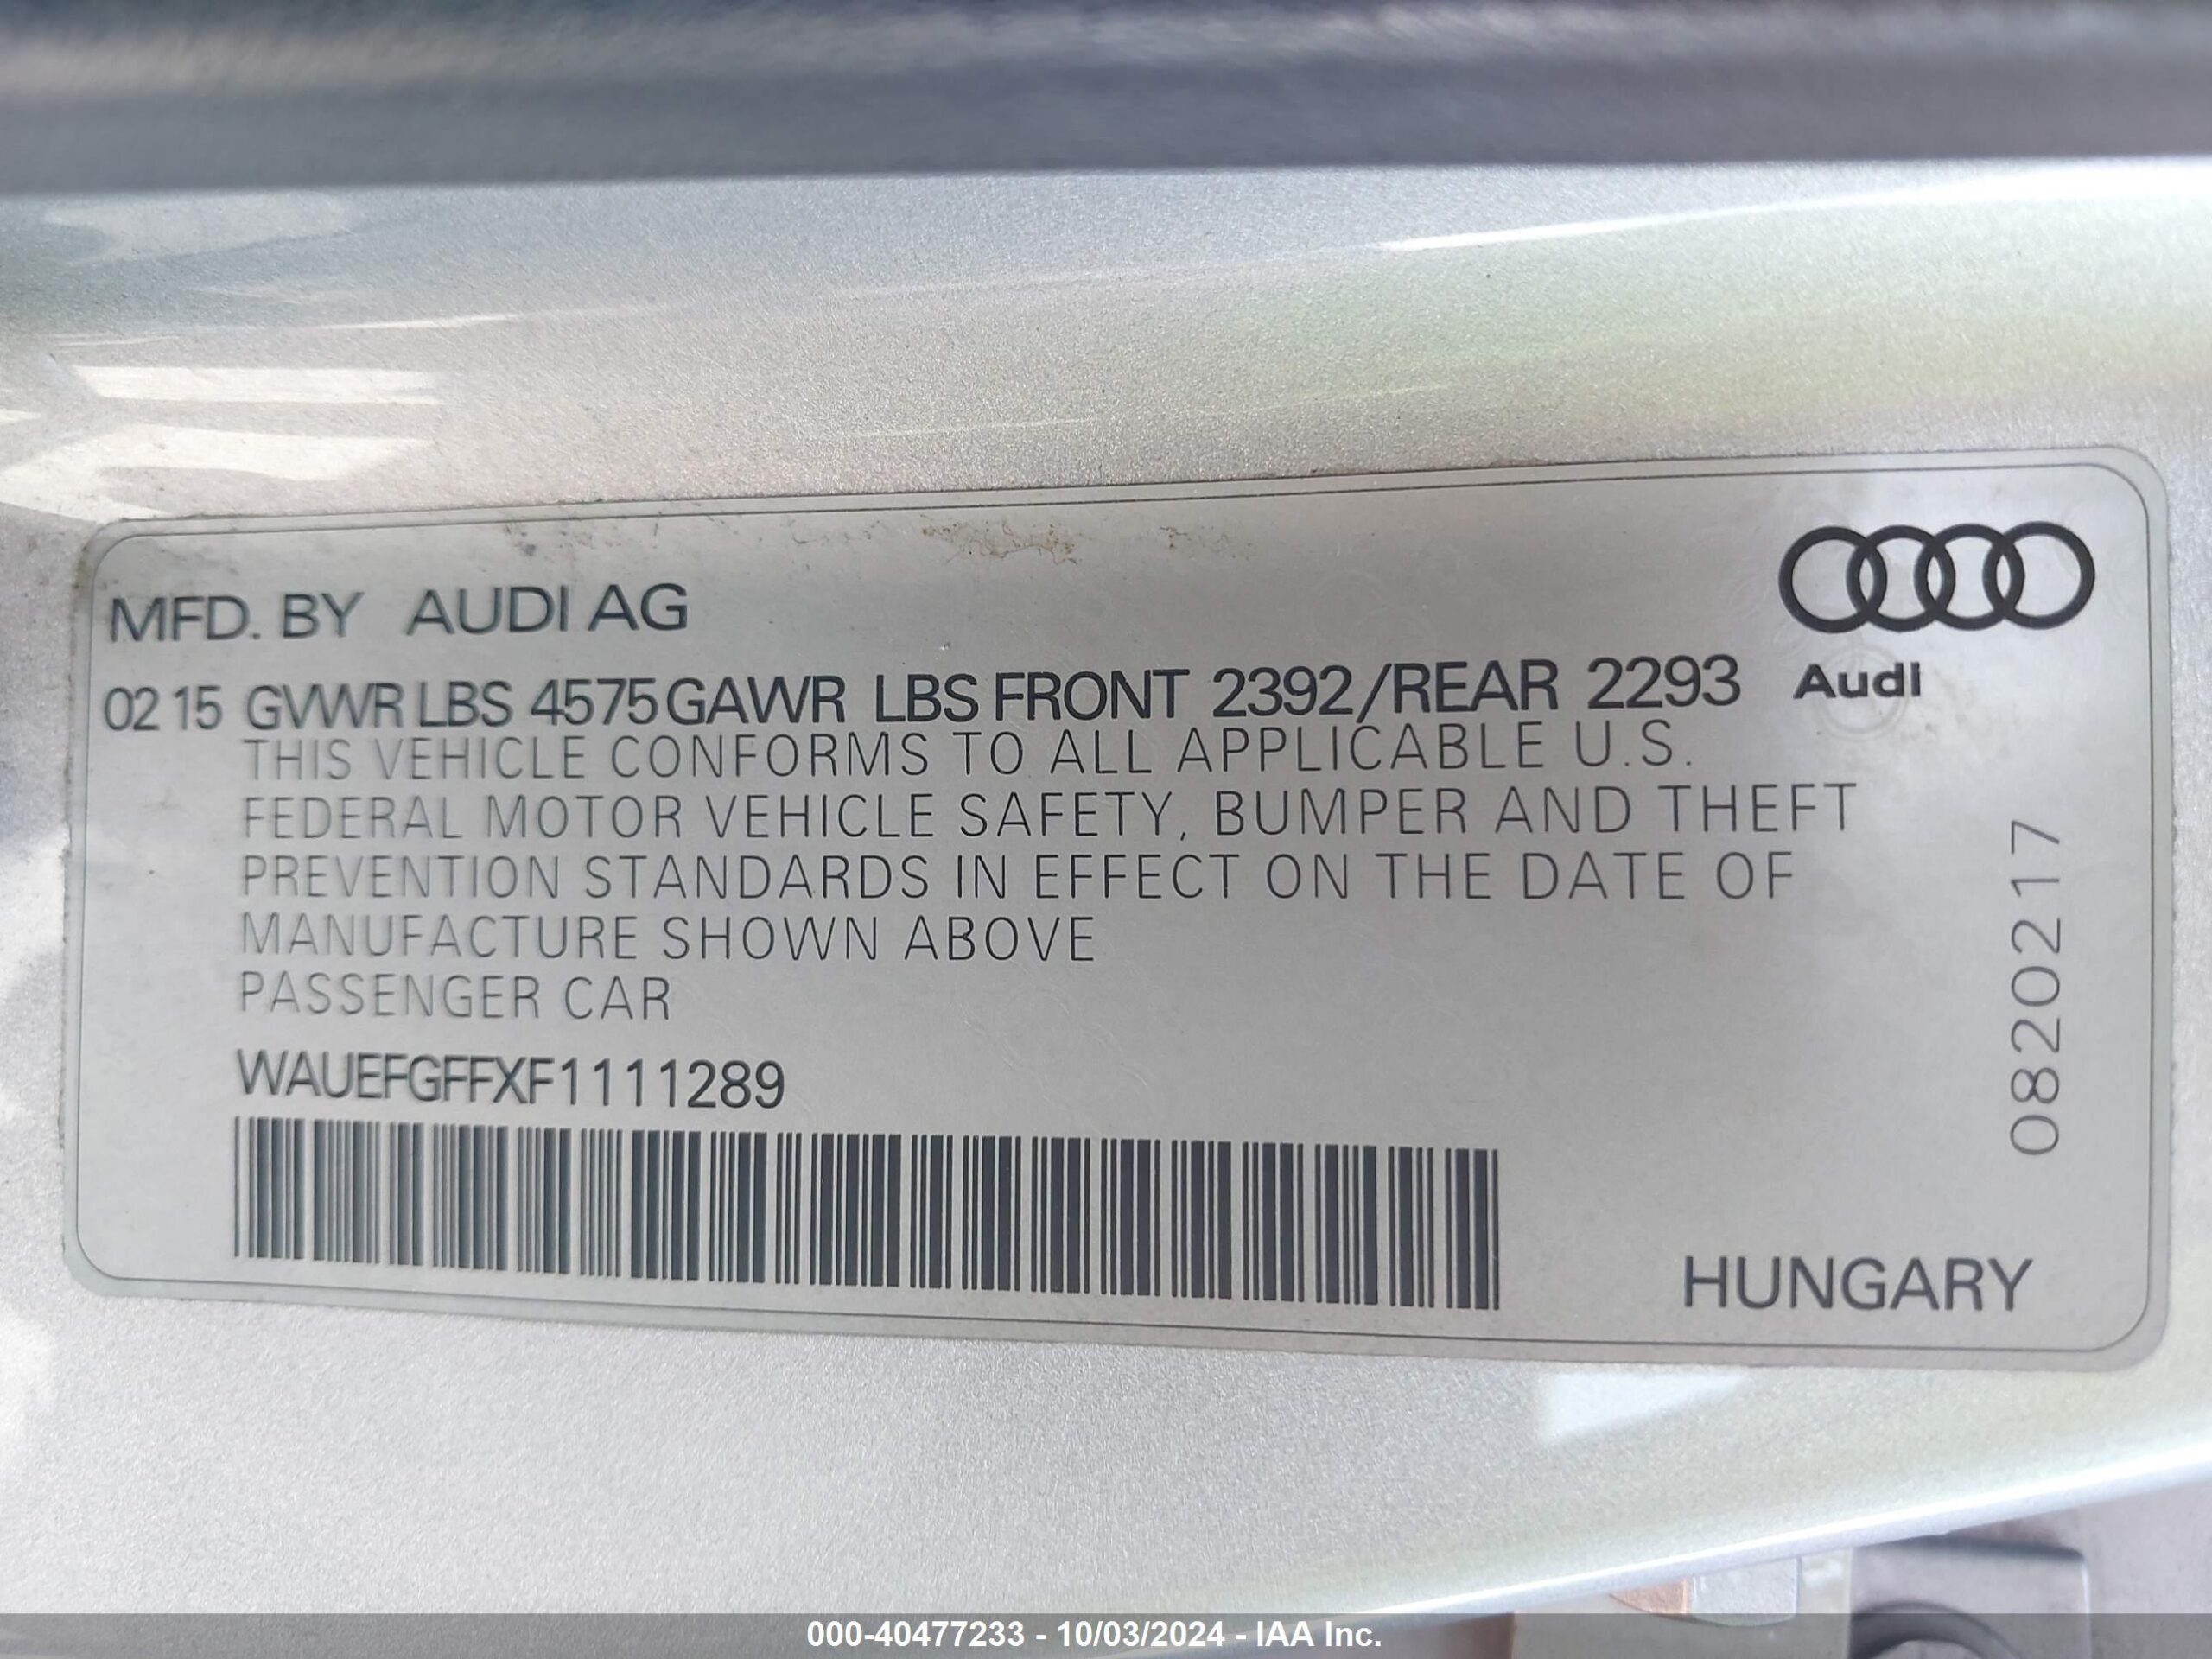 MFD. BY AUDI AG
02 15 GVWR LBS 4575 GAWR LBS FRONT 2392/REAR 2293
Audi
THIS VEHICLE CONFORMS TO ALL APPLICABLE U.S.
FEDERAL MOTOR VEHICLE SAFETY, BUMPER AND THEFT
PREVENTION STANDARDS IN EFFECT ON THE DATE OF
MANUFACTURE SHOWN ABOVE
PASSENGER CAR
WAUEFGFFXF1111289
0820217
HUNGARY
000-40477233 - 10/03/2024 - IAA Inc.